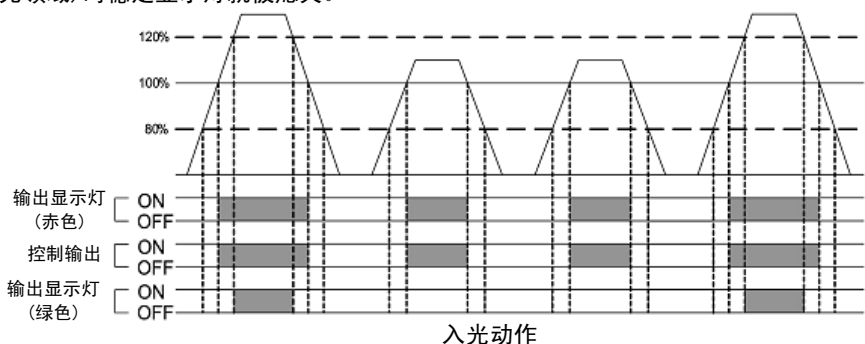 120%
100%
80%
输出显示灯
(赤色)
ON
OFF
控制输出
ON
OFF
输出显示灯
(绿色)
ON
OFF
入光动作